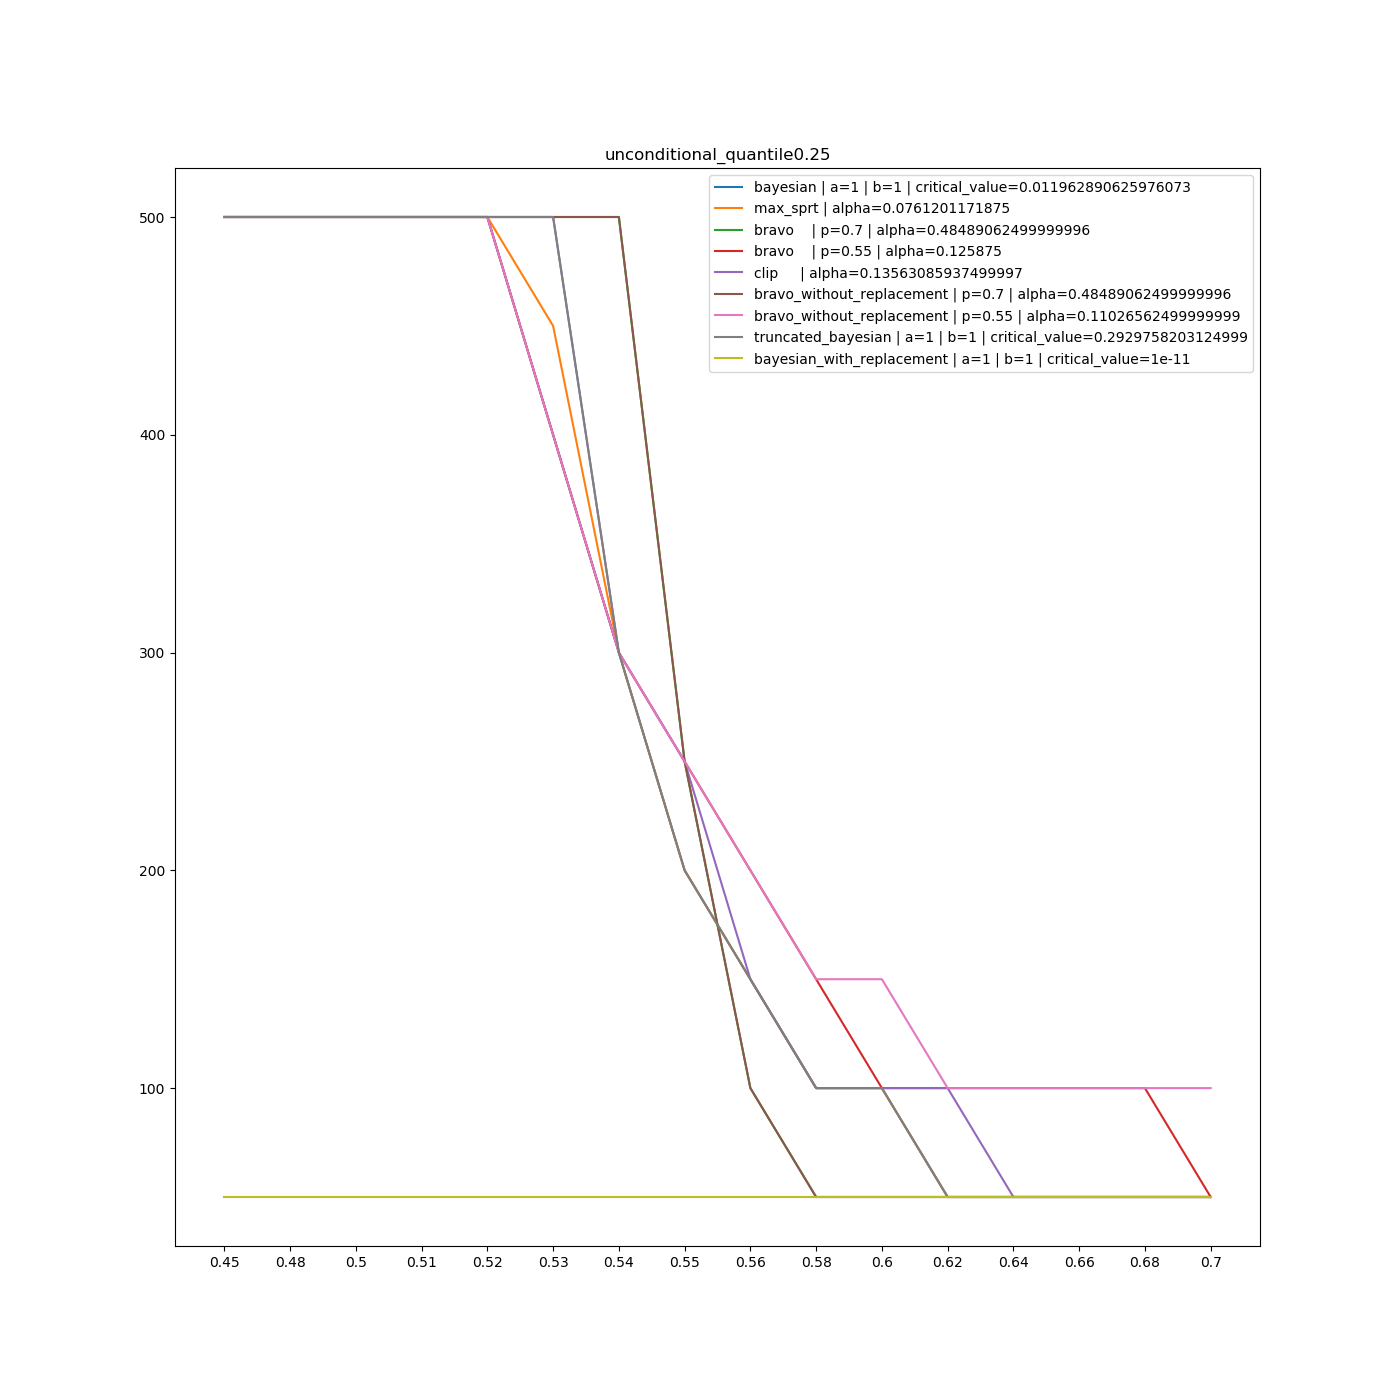 unconditional_quantile0.25
bayesian | a=1 | b=1 | critical_value=0.011962890625976073
max_sprt | alpha=0.0761201171875
bravo    | p=0.7 | alpha=0.48489062499999996
bravo    | p=0.55 | alpha=0.125875
clip     | alpha=0.13563085937499997
bravo_without_replacement | p=0.7 | alpha=0.48489062499999996
bravo_without_replacement | p=0.55 | alpha=0.11026562499999999
truncated_bayesian | a=1 | b=1 | critical_value=0.2929758203124999
bayesian_with_replacement | a=1 | b=1 | critical_value=1e-11
500
400
300
200
100
0.45 0.48 0.5 0.51 0.52 0.53 0.54 0.55 0.56 0.58 0.6 0.62 0.64 0.66 0.68 0.7